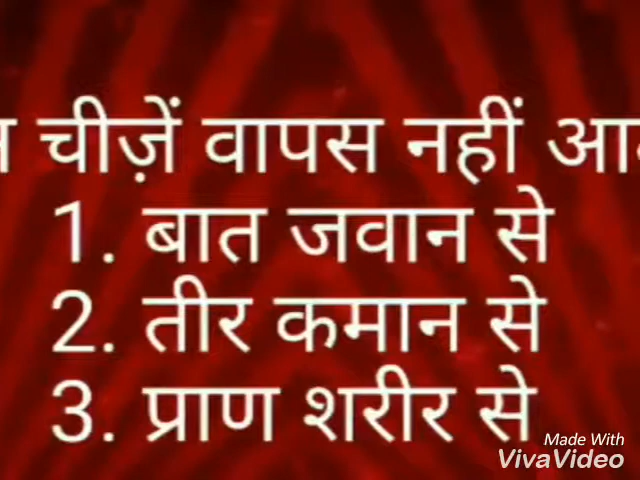 चीज़ें वापस नहीं
1. बात जवान से
2. तीर कमान से
3. प्राण शरीर से
Made With
VivaVideo